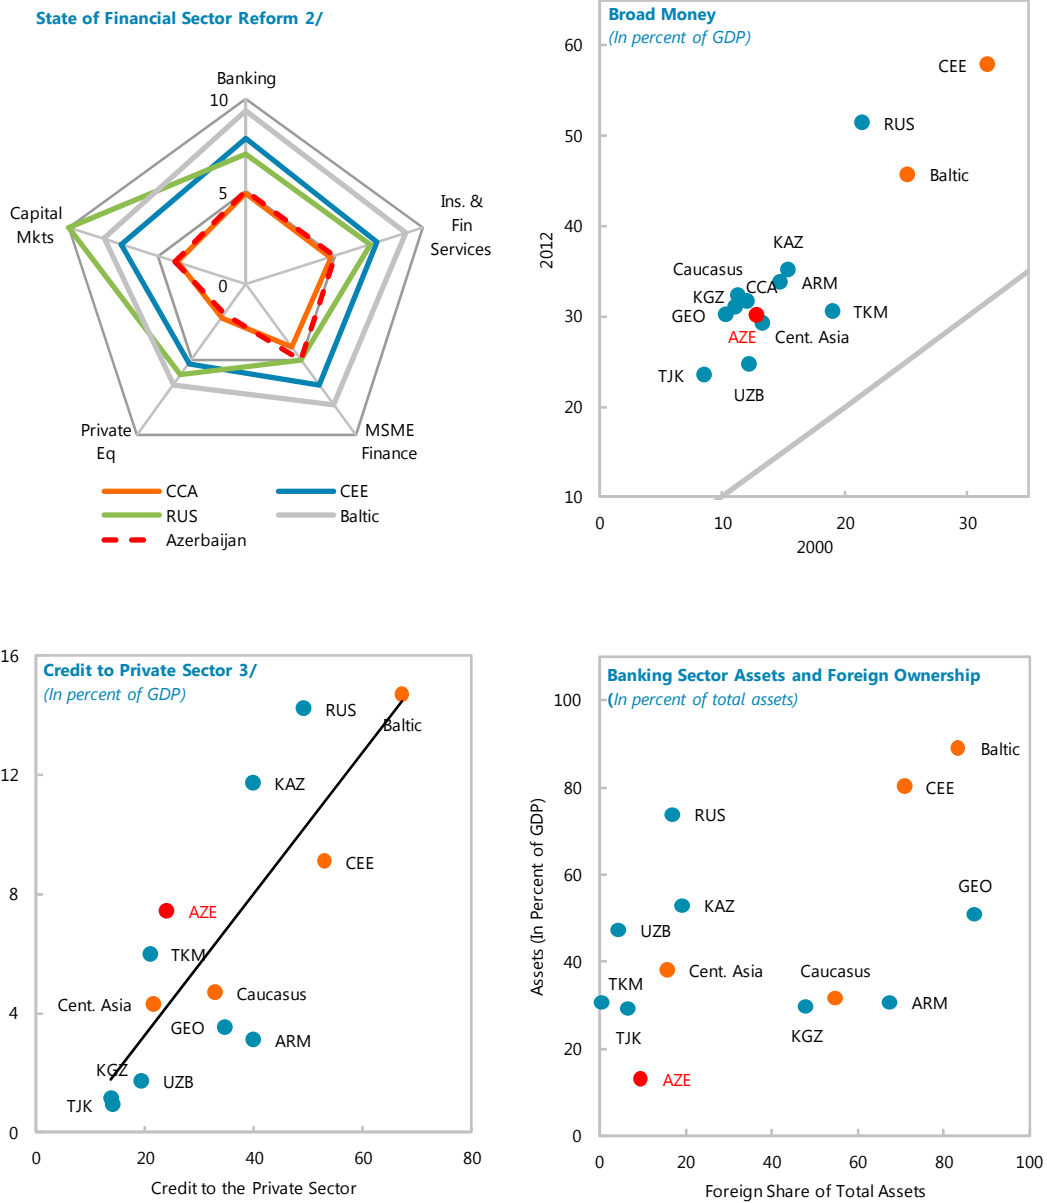 State of Financial Sector Reform 2/
Banking
10
5
0
Ins. &
Fin
Services
Capital
Mkts
Private
Eq
MSME
Finance
CCA
CEE
RUS
Baltic
Azerbaijan
Broad Money
(In percent of GDP)
60
50
40
30
20
10
2012
CEE
RUS
Baltic
KAZ
Caucasus
CCA
ARM
KGZ
GEO
TKM
AZE
Cent. Asia
TJK
UZB
0
10
20
30
2000
Credit to Private Sector 3/
(In percent of GDP)
16
12
8
4
0
RUS
Baltic
KAZ
CEE
AZE
TKM
Cent. Asia
Caucasus
GEO
ARM
KGZ
UZB
TJK
0
20
40
60
80
Credit to the Private Sector
Banking Sector Assets and Foreign Ownership
(In percent of total assets)
100
80
60
40
20
0
Assets (In Percent of GDP)
Baltic
CEE
RUS
GEO
KAZ
UZB
Cent. Asia
Caucasus
TKM
ARM
TJK
KGZ
AZE
0
20
40
60
80
100
Foreign Share of Total Assets